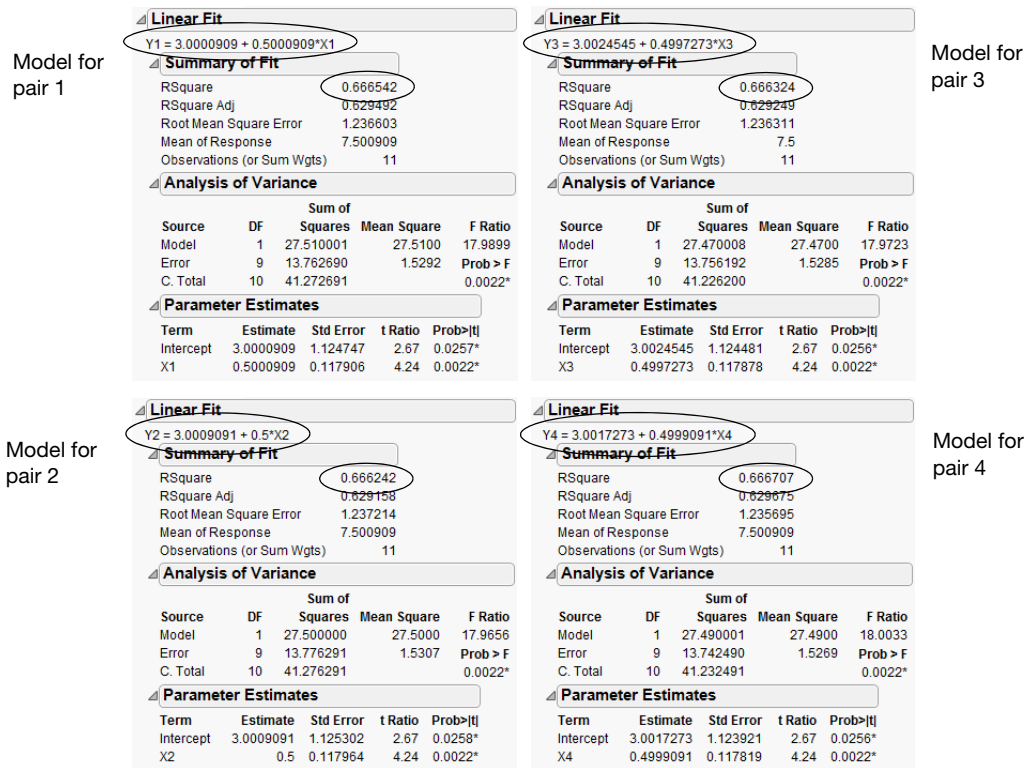 Model for
pair 1
Linear Fit
Y1 = 3.0000909 + 0.5000909*X1
Summary of Fit
RSquare 0.666542
RSquare Adj 0.629492
Root Mean Square Error 1.236603
Mean of Response 7.500909
Observations (or Sum Wgts) 11
Analysis of Variance
Sum of
Source DF Squares Mean Square F Ratio
Model 1 27.510001 27.5100 17.9899
Error 9 13.762690 1.5292 Prob > F
C. Total 10 41.272691 0.0022*
Parameter Estimates
Term Estimate Std Error t Ratio Prob>|t|
Intercept 3.0000909 1.124747 2.67 0.0257*
X1 0.5000909 0.117906 4.24 0.0022*
Model for
pair 3
Linear Fit
Y3 = 3.0024545 + 0.4997273*X3
Summary of Fit
RSquare 0.666324
RSquare Adj 0.629249
Root Mean Square Error 1.236311
Mean of Response 7.5
Observations (or Sum Wgts) 11
Analysis of Variance
Sum of
Source DF Squares Mean Square F Ratio
Model 1 27.470008 27.4700 17.9723
Error 9 13.756192 1.5285 Prob > F
C. Total 10 41.226200 0.0022*
Parameter Estimates
Term Estimate Std Error t Ratio Prob>|t|
Intercept 3.0024545 1.124481 2.67 0.0256*
X3 0.4997273 0.117878 4.24 0.0022*
Model for
pair 2
Linear Fit
Y2 = 3.0009091 + 0.5*X2
Summary of Fit
RSquare 0.666242
RSquare Adj 0.629158
Root Mean Square Error 1.237214
Mean of Response 7.500909
Observations (or Sum Wgts) 11
Analysis of Variance
Sum of
Source DF Squares Mean Square F Ratio
Model 1 27.500000 27.5000 17.9656
Error 9 13.776291 1.5307 Prob > F
C. Total 10 41.276291 0.0022*
Parameter Estimates
Term Estimate Std Error t Ratio Prob>|t|
Intercept 3.0009091 1.125302 2.67 0.0258*
X2 0.5 0.117964 4.24 0.0022*
Model for
pair 4
Linear Fit
Y4 = 3.0017273 + 0.4999091*X4
Summary of Fit
RSquare 0.666707
RSquare Adj 0.629675
Root Mean Square Error 1.235695
Mean of Response 7.500909
Observations (or Sum Wgts) 11
Analysis of Variance
Sum of
Source DF Squares Mean Square F Ratio
Model 1 27.490001 27.4900 18.0033
Error 9 13.742490 1.5269 Prob > F
C. Total 10 41.232491 0.0022*
Parameter Estimates
Term Estimate Std Error t Ratio Prob>|t|
Intercept 3.0017273 1.123921 2.67 0.0256*
X4 0.4999091 0.117819 4.24 0.0022*